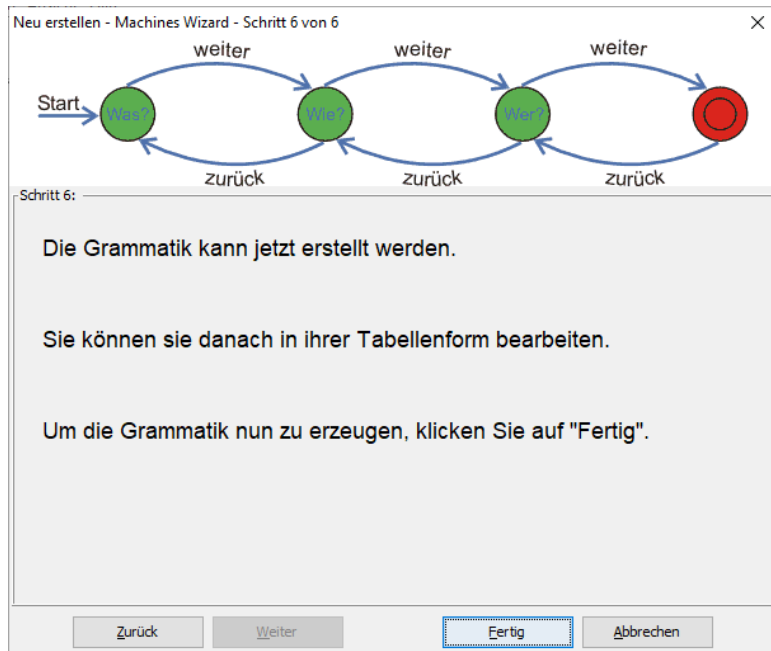 Neu erstellen - Machines Wizard - Schritt 6 von 6
weiter weiter weiter
Start Was? Wie? Wer?
zurück zurück zurück
Schritt 6:
Die Grammatik kann jetzt erstellt werden.
Sie können sie danach in ihrer Tabellenform bearbeiten.
Um die Grammatik nun zu erzeugen, klicken Sie auf "Fertig".
Zurück Weiter Fertig Abbrechen